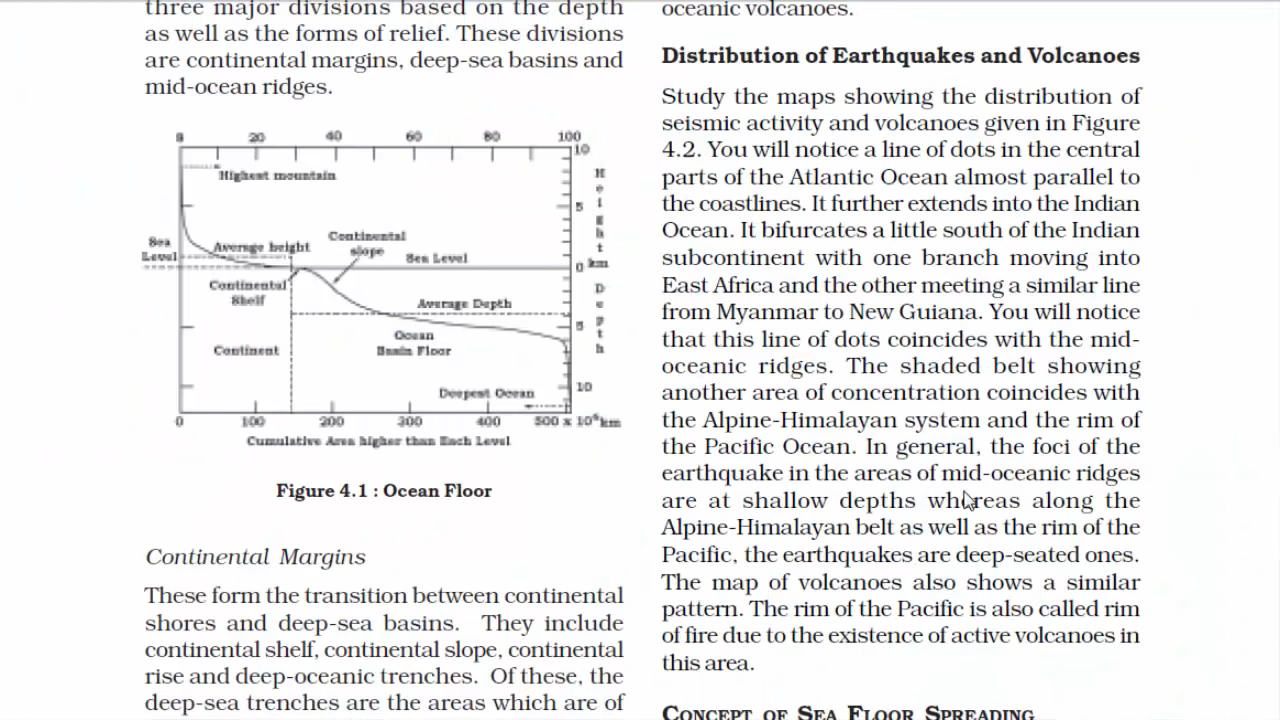 three major divisions based on the depth
as well as the forms of relief. These divisions
are continental margins, deep-sea basins and
mid-ocean ridges.
0 20 40 60 80 100
10
Highest mountain
Height
5
Continental
slope
Sea
Level
Average height
Sea Level
0 km
Continental
Shelf
Depth
Average Depth
5
Ocean
Basin Floor
Continent
10
Deepest Ocean
0 100 200 300 400 500 x 10⁶km
Cumulative Area higher than Each Level
Figure 4.1 : Ocean Floor
Continental Margins
These form the transition between continental
shores and deep-sea basins. They include
continental shelf, continental slope, continental
rise and deep-oceanic trenches. Of these, the
deep-sea trenches are the areas which are of
oceanic volcanoes.
Distribution of Earthquakes and Volcanoes
Study the maps showing the distribution of
seismic activity and volcanoes given in Figure
4.2. You will notice a line of dots in the central
parts of the Atlantic Ocean almost parallel to
the coastlines. It further extends into the Indian
Ocean. It bifurcates a little south of the Indian
subcontinent with one branch moving into
East Africa and the other meeting a similar line
from Myanmar to New Guiana. You will notice
that this line of dots coincides with the mid-
oceanic ridges. The shaded belt showing
another area of concentration coincides with
the Alpine-Himalayan system and the rim of
the Pacific Ocean. In general, the foci of the
earthquake in the areas of mid-oceanic ridges
are at shallow depths whereas along the
Alpine-Himalayan belt as well as the rim of the
Pacific, the earthquakes are deep-seated ones.
The map of volcanoes also shows a similar
pattern. The rim of the Pacific is also called rim
of fire due to the existence of active volcanoes in
this area.
CONCEPT OF SEA FLOOR SPREADING